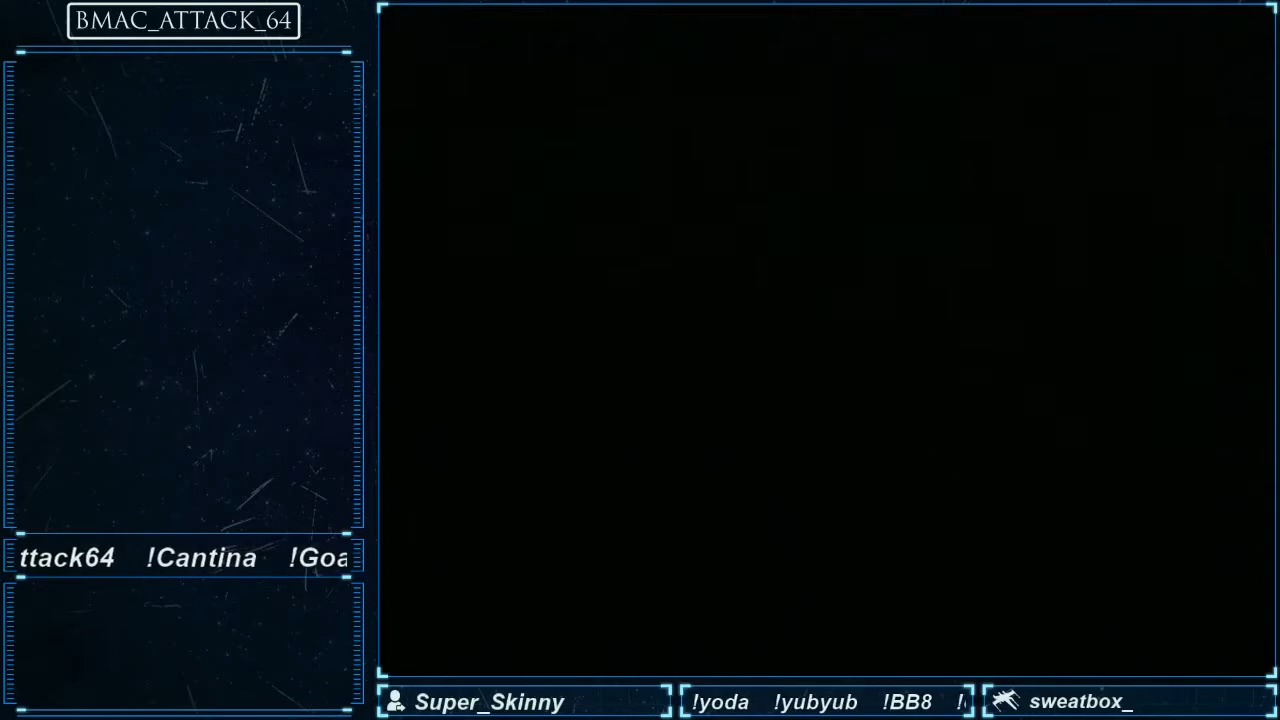 BMAC_ATTACK_64
ttack64 !Cantina !Goa
Super_Skinny
!yoda !yubyub !BB8 !
sweatbox_